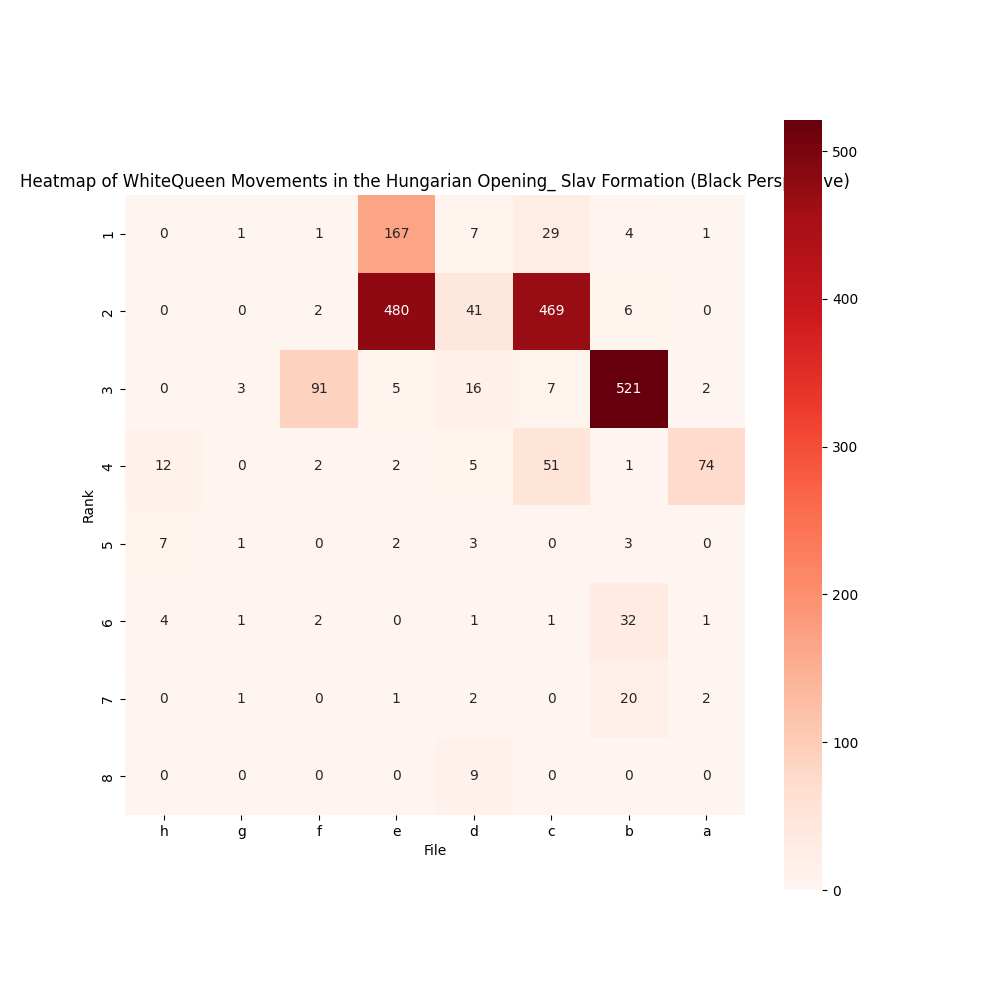 Heatmap of WhiteQueen Movements in the Hungarian Opening_ Slav Formation (Black Pers ve)
1 0 1 1 167 7 29 4 1
2 0 0 2 480 41 469 6 0
3 0 3 91 5 16 7 521 2
4 12 0 2 2 5 51 1 74
Rank
5 7 1 0 2 3 0 3 0
6 4 1 2 0 1 1 32 1
7 0 1 0 1 2 0 20 2
8 0 0 0 0 9 0 0 0
h g f e d c b a
File
500
400
300
200
100
0